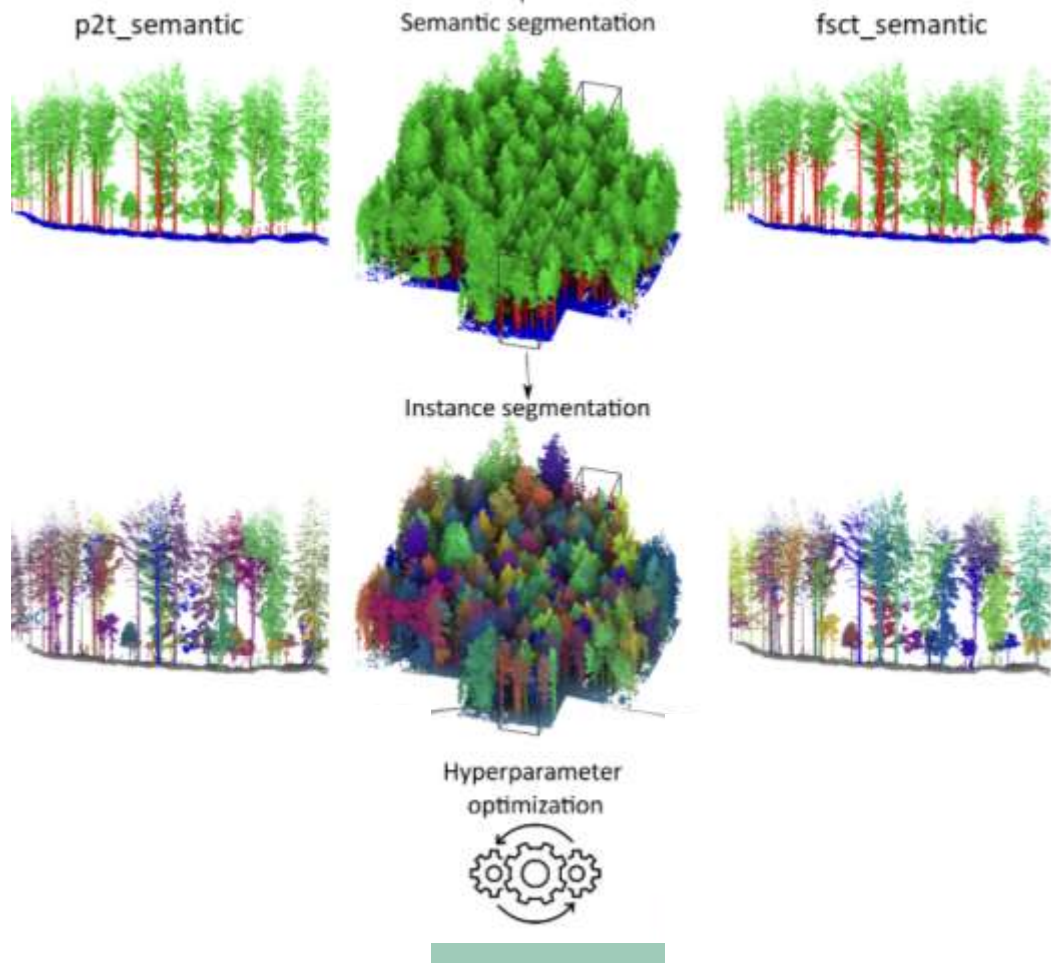 p2t_semantic
Semantic segmentation
fsct_semantic
Instance segmentation
Hyperparameter
optimization